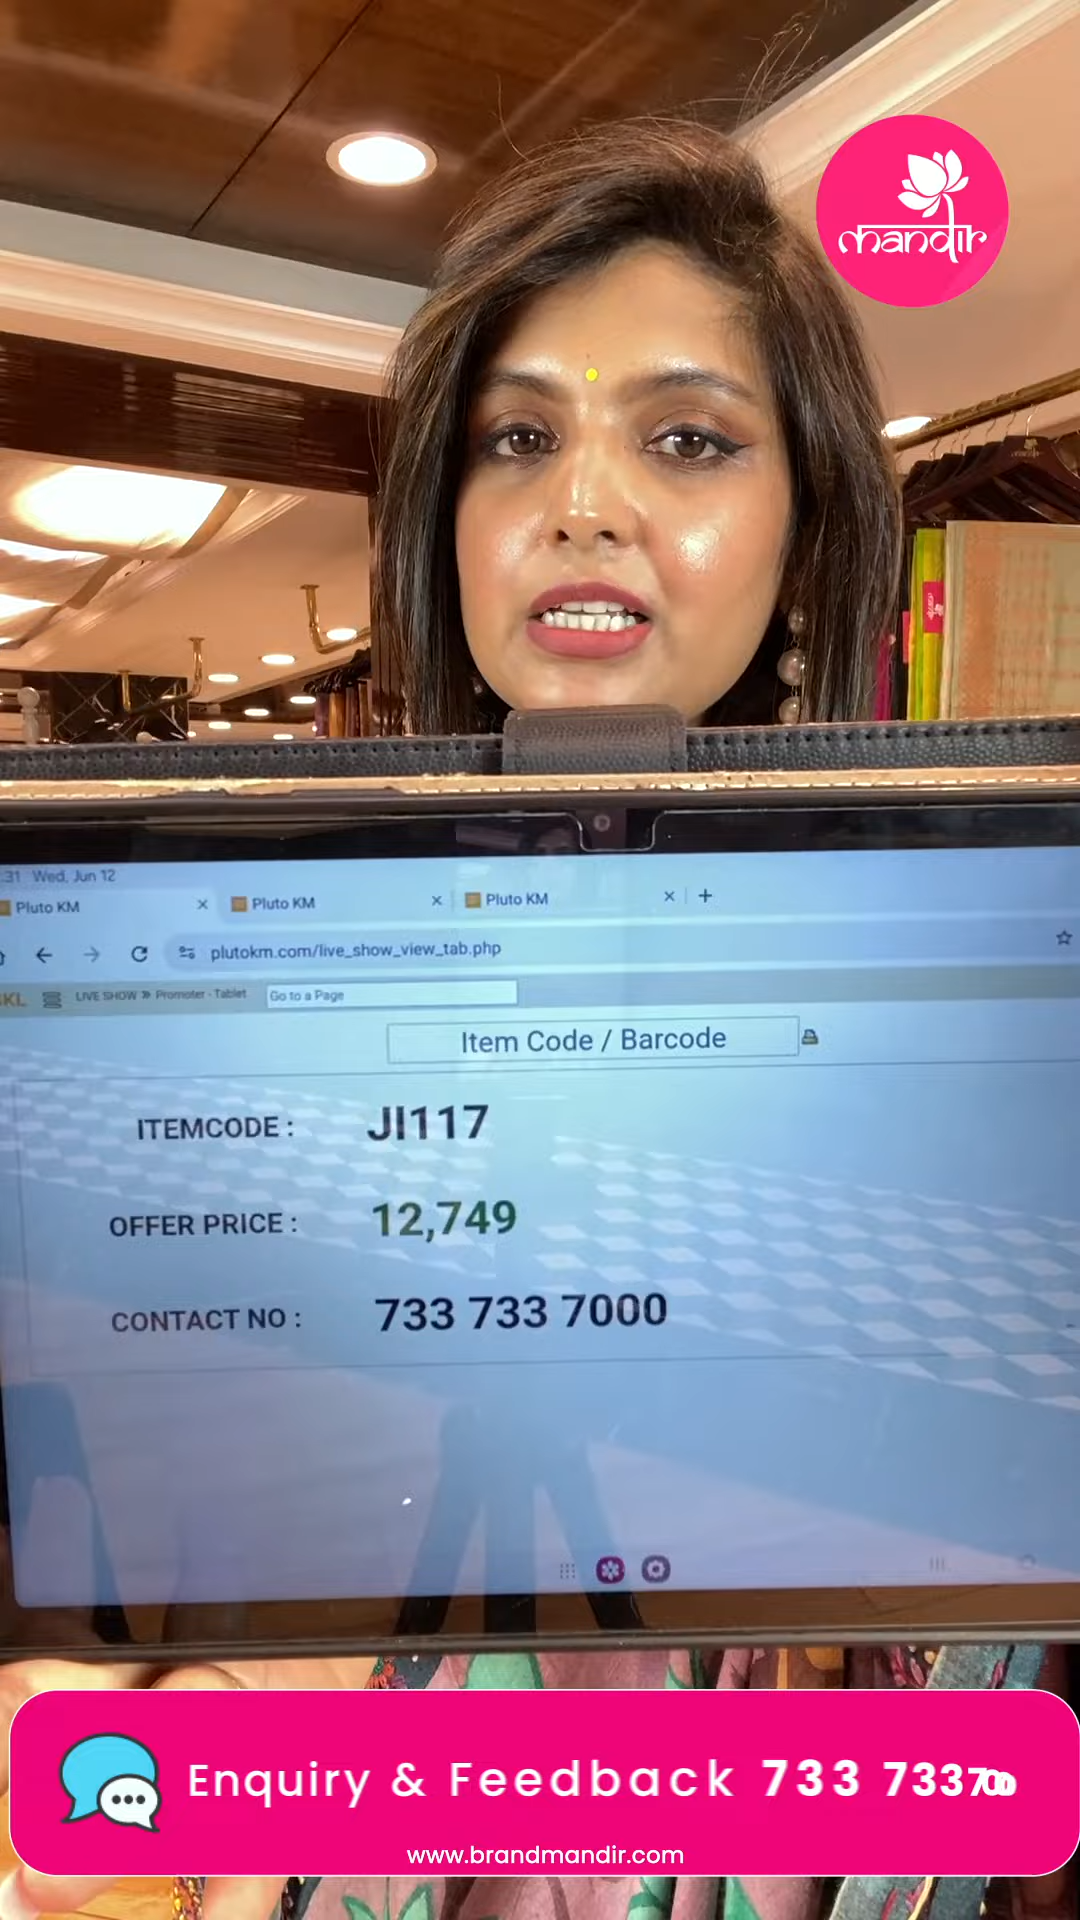 mandir
:31 Wed, Jun 12
Pluto KM
Pluto KM
Pluto KM
plutokm.com/live_show_view_tab.php
KL LIVE SHOW » Promoter - Tablet Go to a Page
Item Code / Barcode
ITEMCODE : JI117
OFFER PRICE : 12,749
CONTACT NO : 733 733 7000
Enquiry & Feedback 733 733
www.brandmandir.com